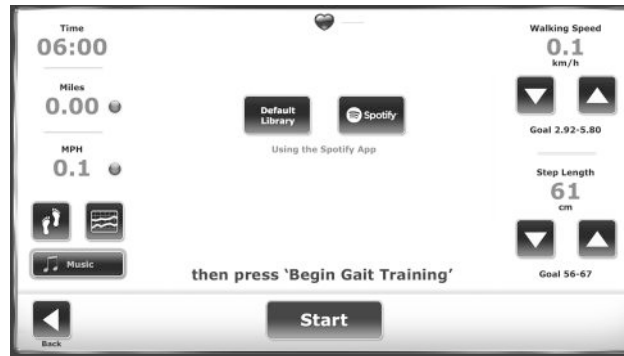 Time
06:00
Miles
0.00
MPH
0.1
Music
Back
Default
Library
Spotify
Using the Spotify App
then press ‘Begin Gait Training’
Start
Walking Speed
0.1
km/h
Goal 2.92-5.80
Step Length
61
cm
Goal 56-67